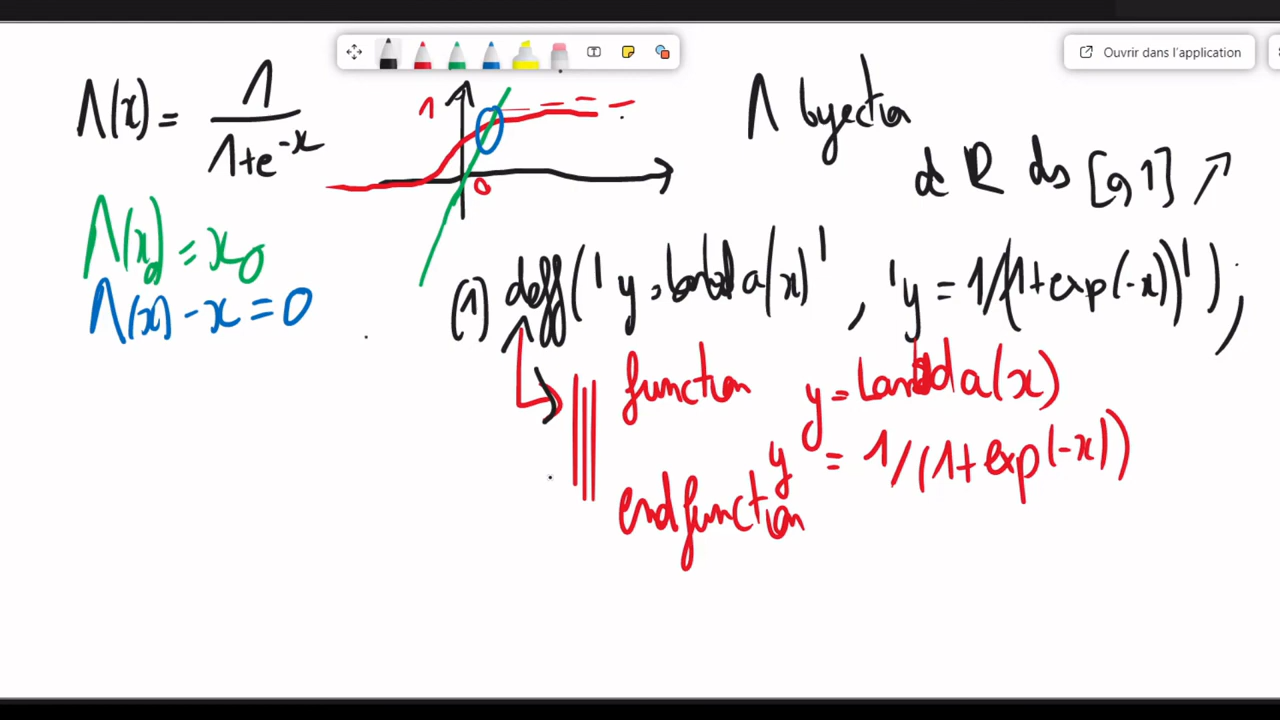 Ouvrir dans l'application
Λ(x) = 1/(1+e^{-x})
1
0
Λ bijection
de R ds [0,1] ↗
Λ(x₀) = x₀
Λ(x) - x = 0
(1) deff('y=lambda(x)', 'y = 1/(1+exp(-x))');
function y = lambda(x)
y = 1/(1+exp(-x))
endfunction